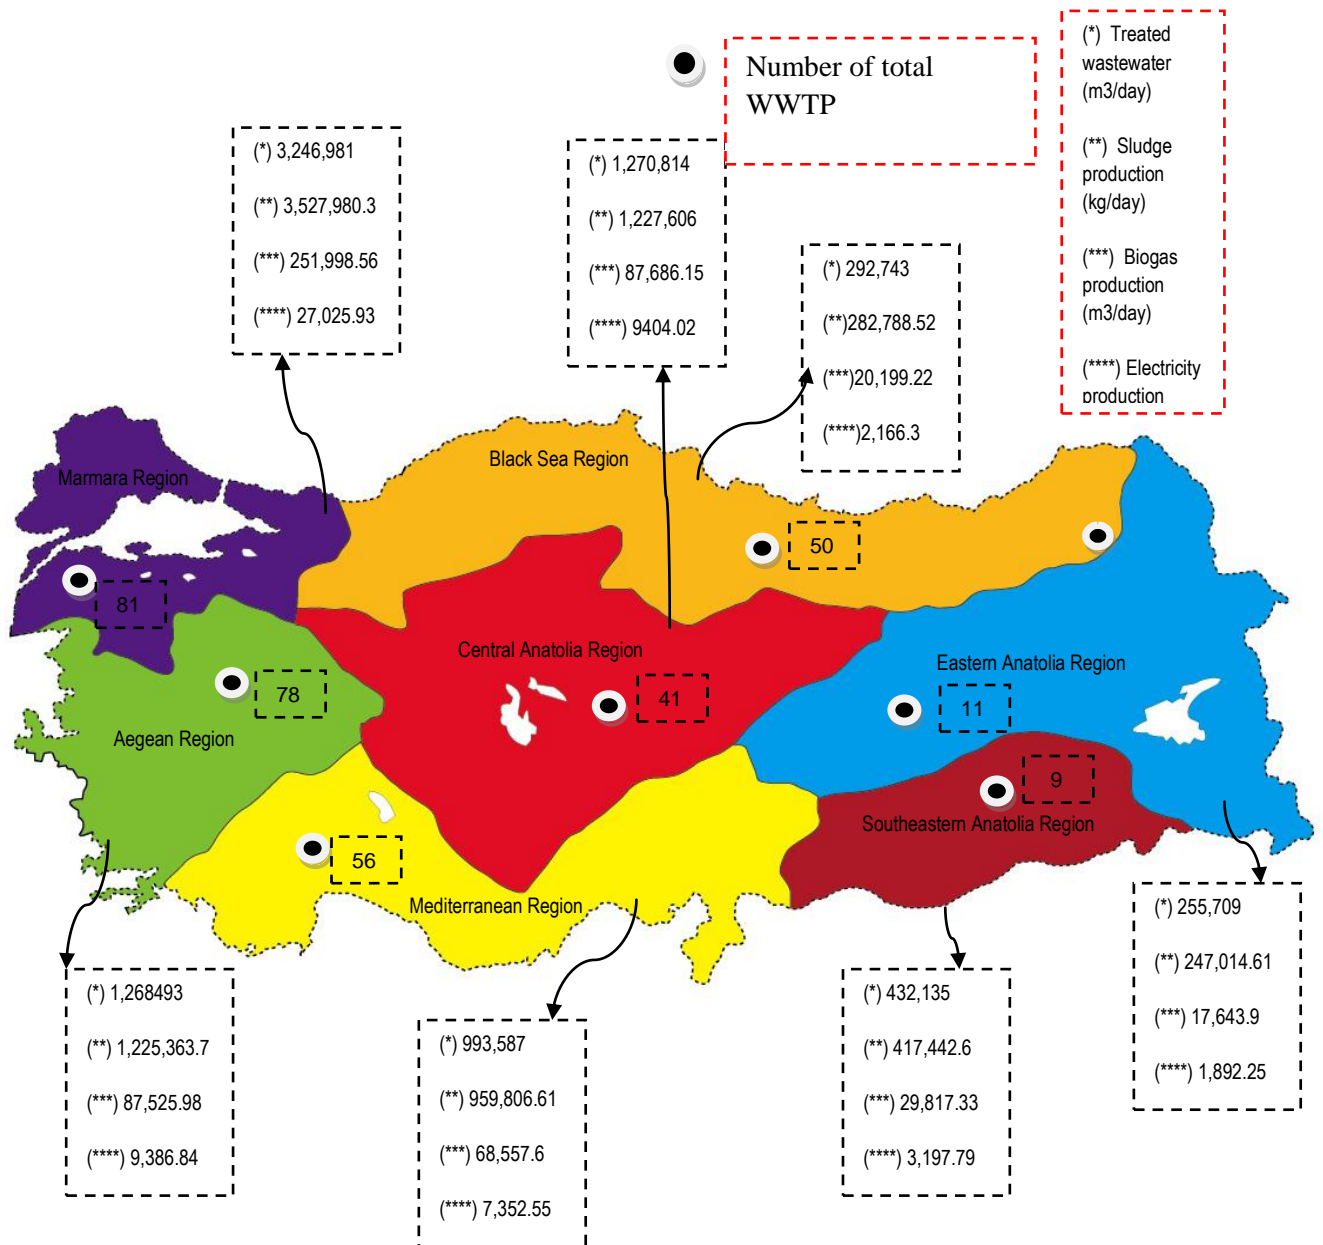 Number of total
WWTP
(*) Treated
wastewater
(m3/day)
(**) Sludge
production
(kg/day)
(***) Biogas
production
(m3/day)
(****) Electricity
production
(*) 3,246,981
(**) 3,527,980.3
(***) 251,998.56
(****) 27,025.93
(*) 1,270,814
(**) 1,227,606
(***) 87,686.15
(****) 9404.02
(*) 292,743
(**)282,788.52
(***)20,199.22
(****)2,166.3
Marmara Region
Black Sea Region
50
81
Central Anatolia Region
Eastern Anatolia Region
78
41
11
Aegean Region
9
Southeastern Anatolia Region
56
Mediterranean Region
(*) 1,268493
(**) 1,225,363.7
(***) 87,525.98
(****) 9,386.84
(*) 993,587
(**) 959,806.61
(***) 68,557.6
(****) 7,352.55
(*) 432,135
(**) 417,442.6
(***) 29,817.33
(****) 3,197.79
(*) 255,709
(**) 247,014.61
(***) 17,643.9
(****) 1,892.25